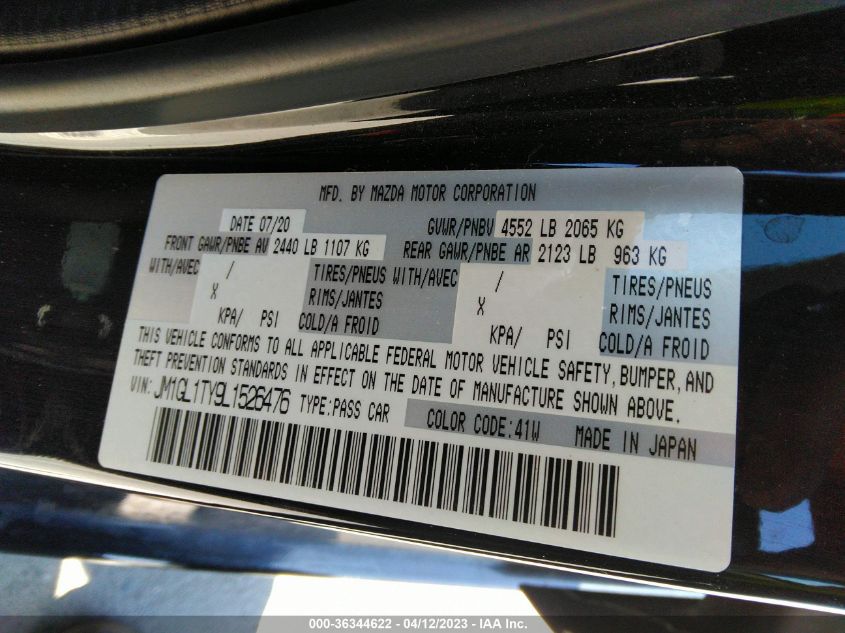 MFD. BY MAZDA MOTOR CORPORATION
DATE 07/20 GVWR/PNBV 4552 LB 2065 KG
FRONT GAWR/PNBE AV 2440 LB 1107 KG REAR GAWR/PNBE AR 2123 LB 963 KG
WITH/AVEC / TIRES/PNEUS WITH/AVEC / TIRES/PNEUS
X RIMS/JANTES X RIMS/JANTES
KPA/ PSI COLD/A FROID KPA/ PSI COLD/A FROID
THIS VEHICLE CONFORMS TO ALL APPLICABLE FEDERAL MOTOR VEHICLE SAFETY, BUMPER, AND
THEFT PREVENTION STANDARDS IN EFFECT ON THE DATE OF MANUFACTURE SHOWN ABOVE.
VIN: JM1GL1TY9L1526476 TYPE:PASS CAR COLOR CODE:41W MADE IN JAPAN
000-36344622 - 04/12/2023 - IAA Inc.